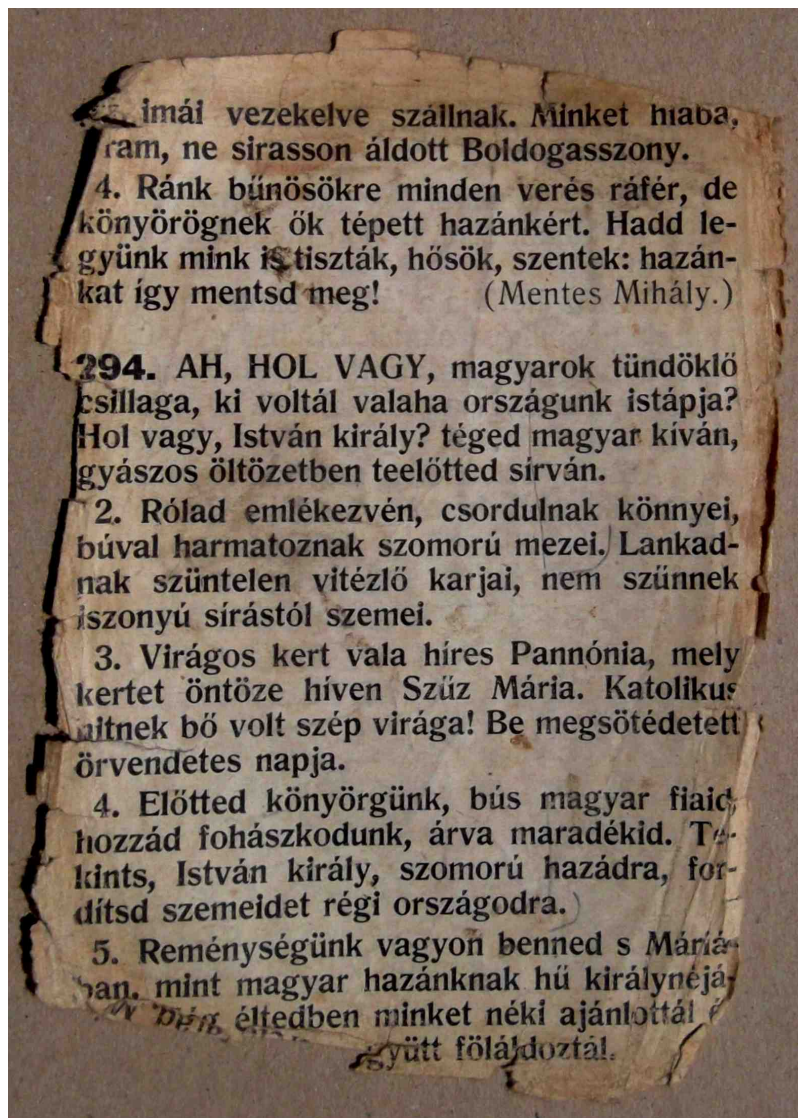 imái vezekelve szállnak. Minket hiába,
ram, ne sirasson áldott Boldogasszony.
4. Ránk bűnösökre minden verés ráfér, de
könyörögnek ők tépett hazánkért. Hadd le-
gyünk mink is tiszták, hősök, szentek: hazán-
kat így mentsd meg! (Mentes Mihály.)
294. AH, HOL VAGY, magyarok tündöklő
csillaga, ki voltál valaha országunk istápja?
Hol vagy, István király? téged magyar kíván,
gyászos öltözetben teelőtted sírván.
2. Rólad emlékezvén, csordulnak könnyei,
búval harmatoznak szomorú mezei. Lankad-
nak szüntelen vitézlő karjai, nem szűnnek
iszonyú sírástól szemei.
3. Virágos kert vala híres Pannónia, mely
kertet öntöze híven Szűz Mária. Katolikus
hitnek bő volt szép virága! Be megsötédetett
örvendetes napja.
4. Előtted könyörgünk, bús magyar fiaid,
hozzád fohászkodunk, árva maradékid. Te-
kints, István király, szomorú hazádra, for-
dítsd szemeidet régi országodra.
5. Reménységünk vagyon benned s Máriá-
ban, mint magyar hazánknak hű királynéjá
éltedben minket néki ajánlottál
együtt föláldoztál.